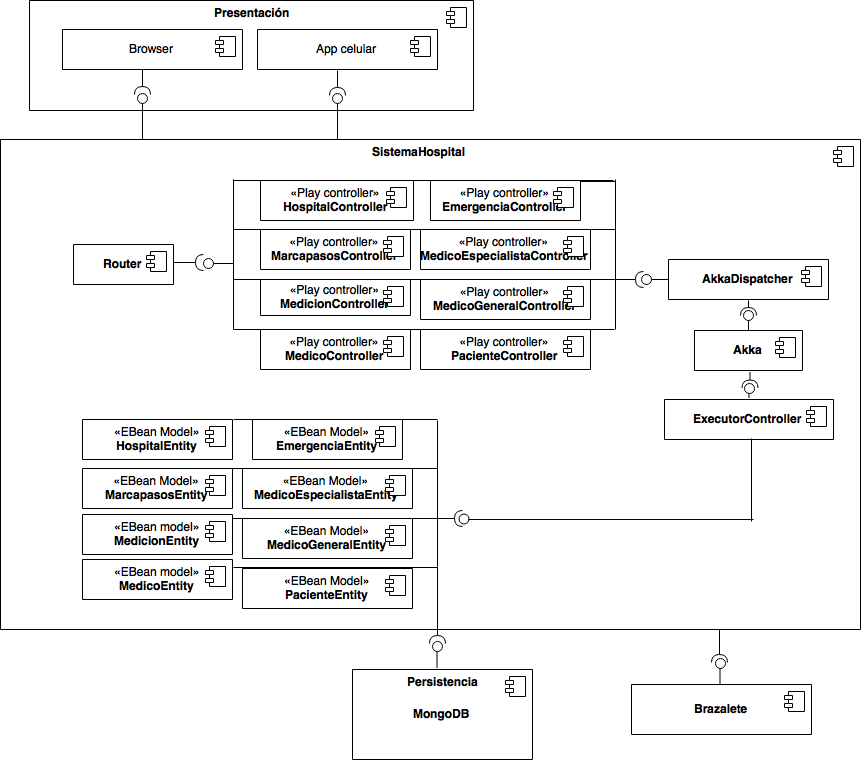 Presentación
Browser
App celular
SistemaHospital
«Play controller»
HospitalController
«Play controller»
EmergenciaController
«Play controller»
MarcapasosController
«Play controller»
MedicoEspecialistaController
Router
AkkaDispatcher
«Play controller»
MedicionController
«Play controller»
MedicoGeneralController
«Play controller»
MedicoController
«Play controller»
PacienteController
Akka
ExecutorController
«EBean Model»
HospitalEntity
«EBean Model»
EmergenciaEntity
«EBean Model»
MarcapasosEntity
«EBean Model»
MedicoEspecialistaEntity
«EBean model»
MedicionEntity
«EBean Model»
MedicoGeneralEntity
«EBean model»
MedicoEntity
«EBean Model»
PacienteEntity
Persistencia
MongoDB
Brazalete